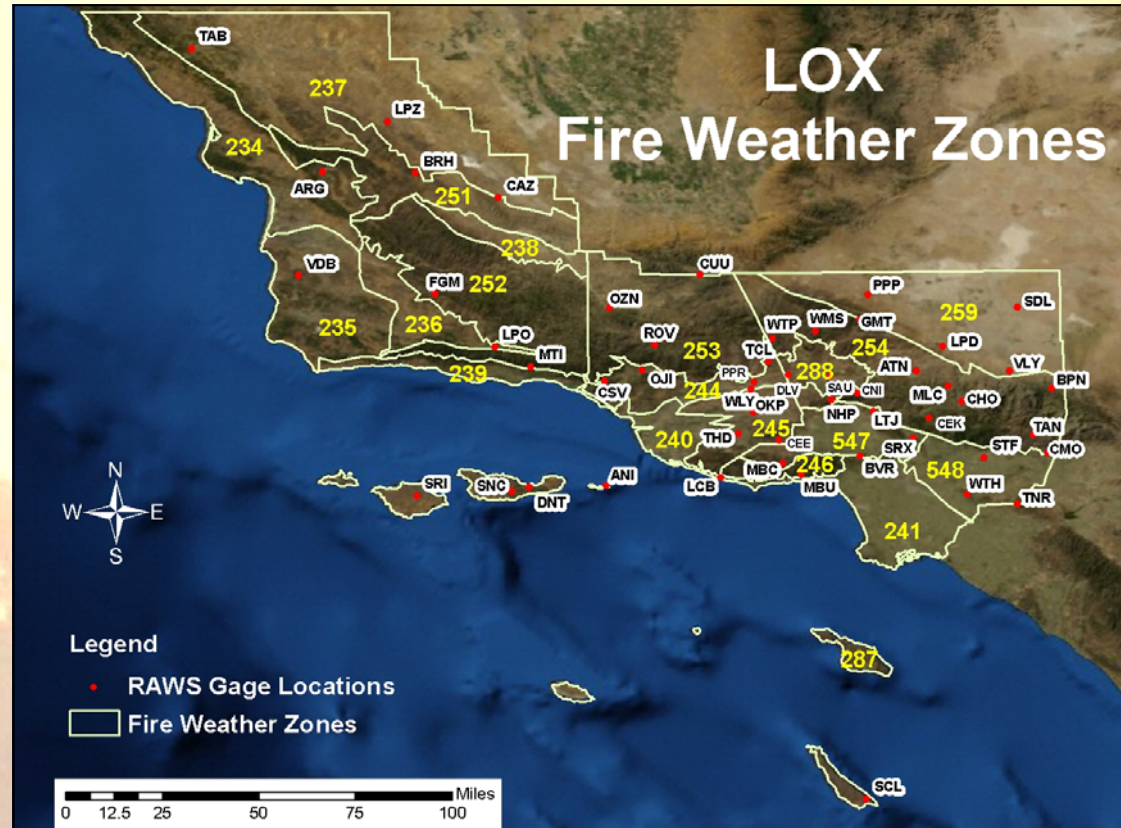 LOX
Fire Weather Zones
TAB
237
LPZ
234
BRH
ARG
251
CAZ
238
VDB
FGM
252
CUU
OZN
PPP
259
SDL
235
236
LPO
MTI
239
ROV
253
WTP
WMS
GMT
254
LPD
TCL
CSV
OJI
PPR
244
288
ATN
VLY
BPN
WLY
DLV
SAU
CNI
MLC
CHO
OKP
NHP
LTJ
CEK
240
THD
245
CEE
547
SRX
TAN
STF
CMO
MBC
246
BVR
548
LCB
MBU
WTH
TNR
SRI
SNC
DNT
ANI
241
N
W
E
S
287
SCL
Legend
RAWS Gage Locations
Fire Weather Zones
Miles
0 12.5 25 50 75 100